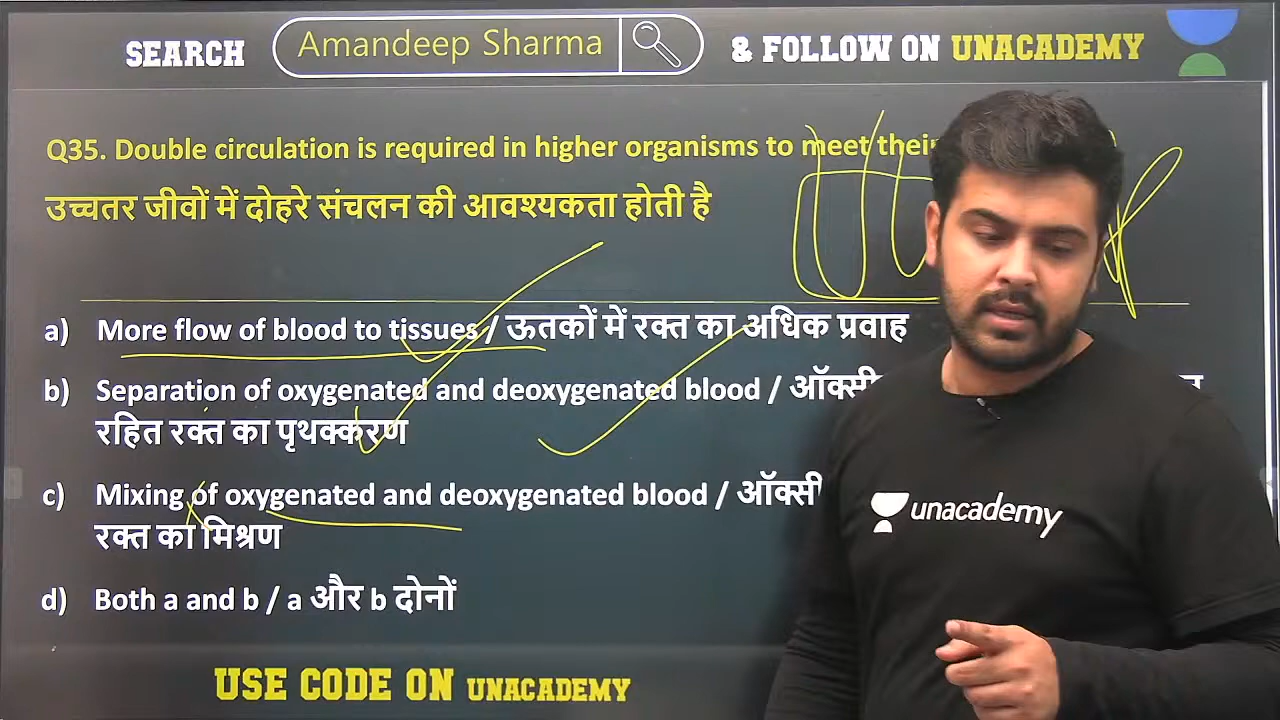 SEARCH Amandeep Sharma & FOLLOW ON UNACADEMY
Q35. Double circulation is required in higher organisms to meet their
उच्चतर जीवों में दोहरे संचलन की आवश्यकता होती है
a) More flow of blood to tissues / ऊतकों में रक्त का अधिक प्रवाह
b) Separation of oxygenated and deoxygenated blood /
रहित रक्त का पृथक्करण
c) Mixing of oxygenated and deoxygenated blood /
रक्त का मिश्रण
d) Both a and b / a और b दोनों
unacademy
USE CODE ON UNACADEMY